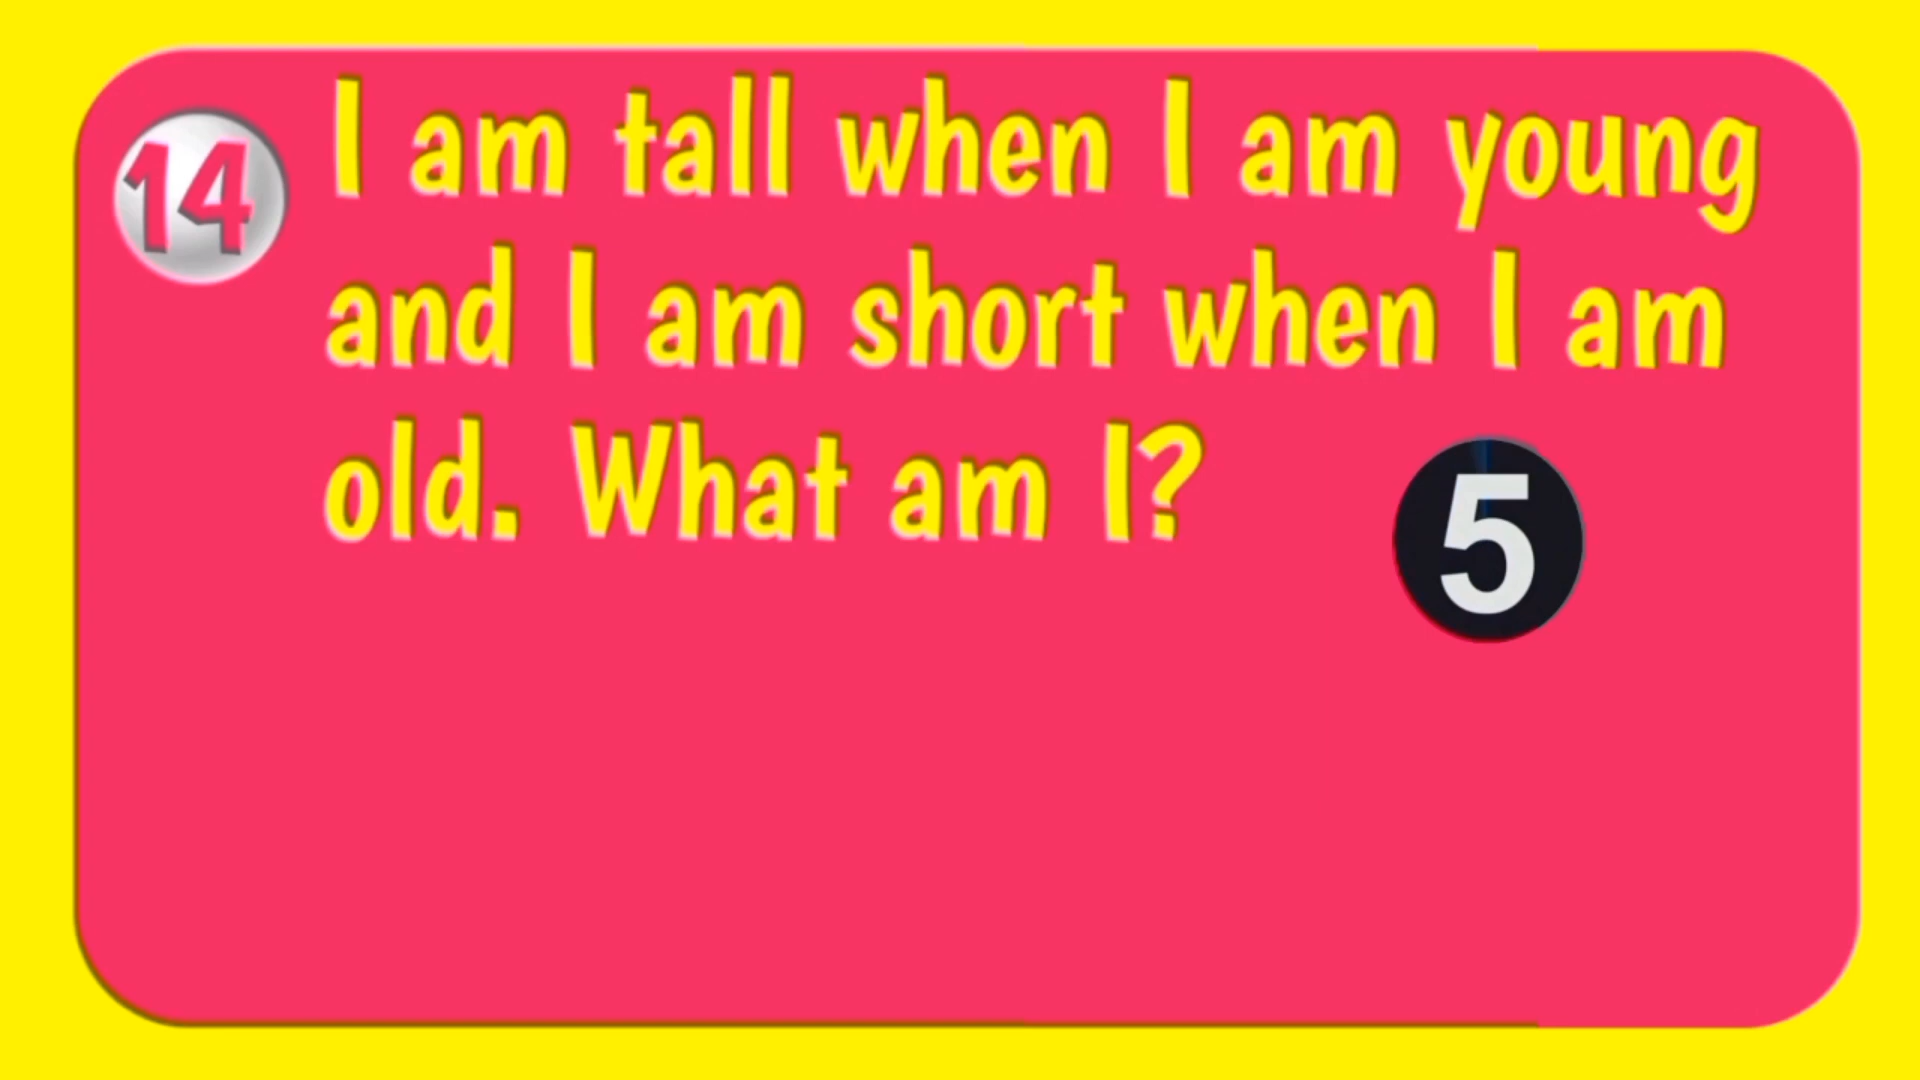 14 I am tall when I am young
and I am short when I am
old. What am I?
5